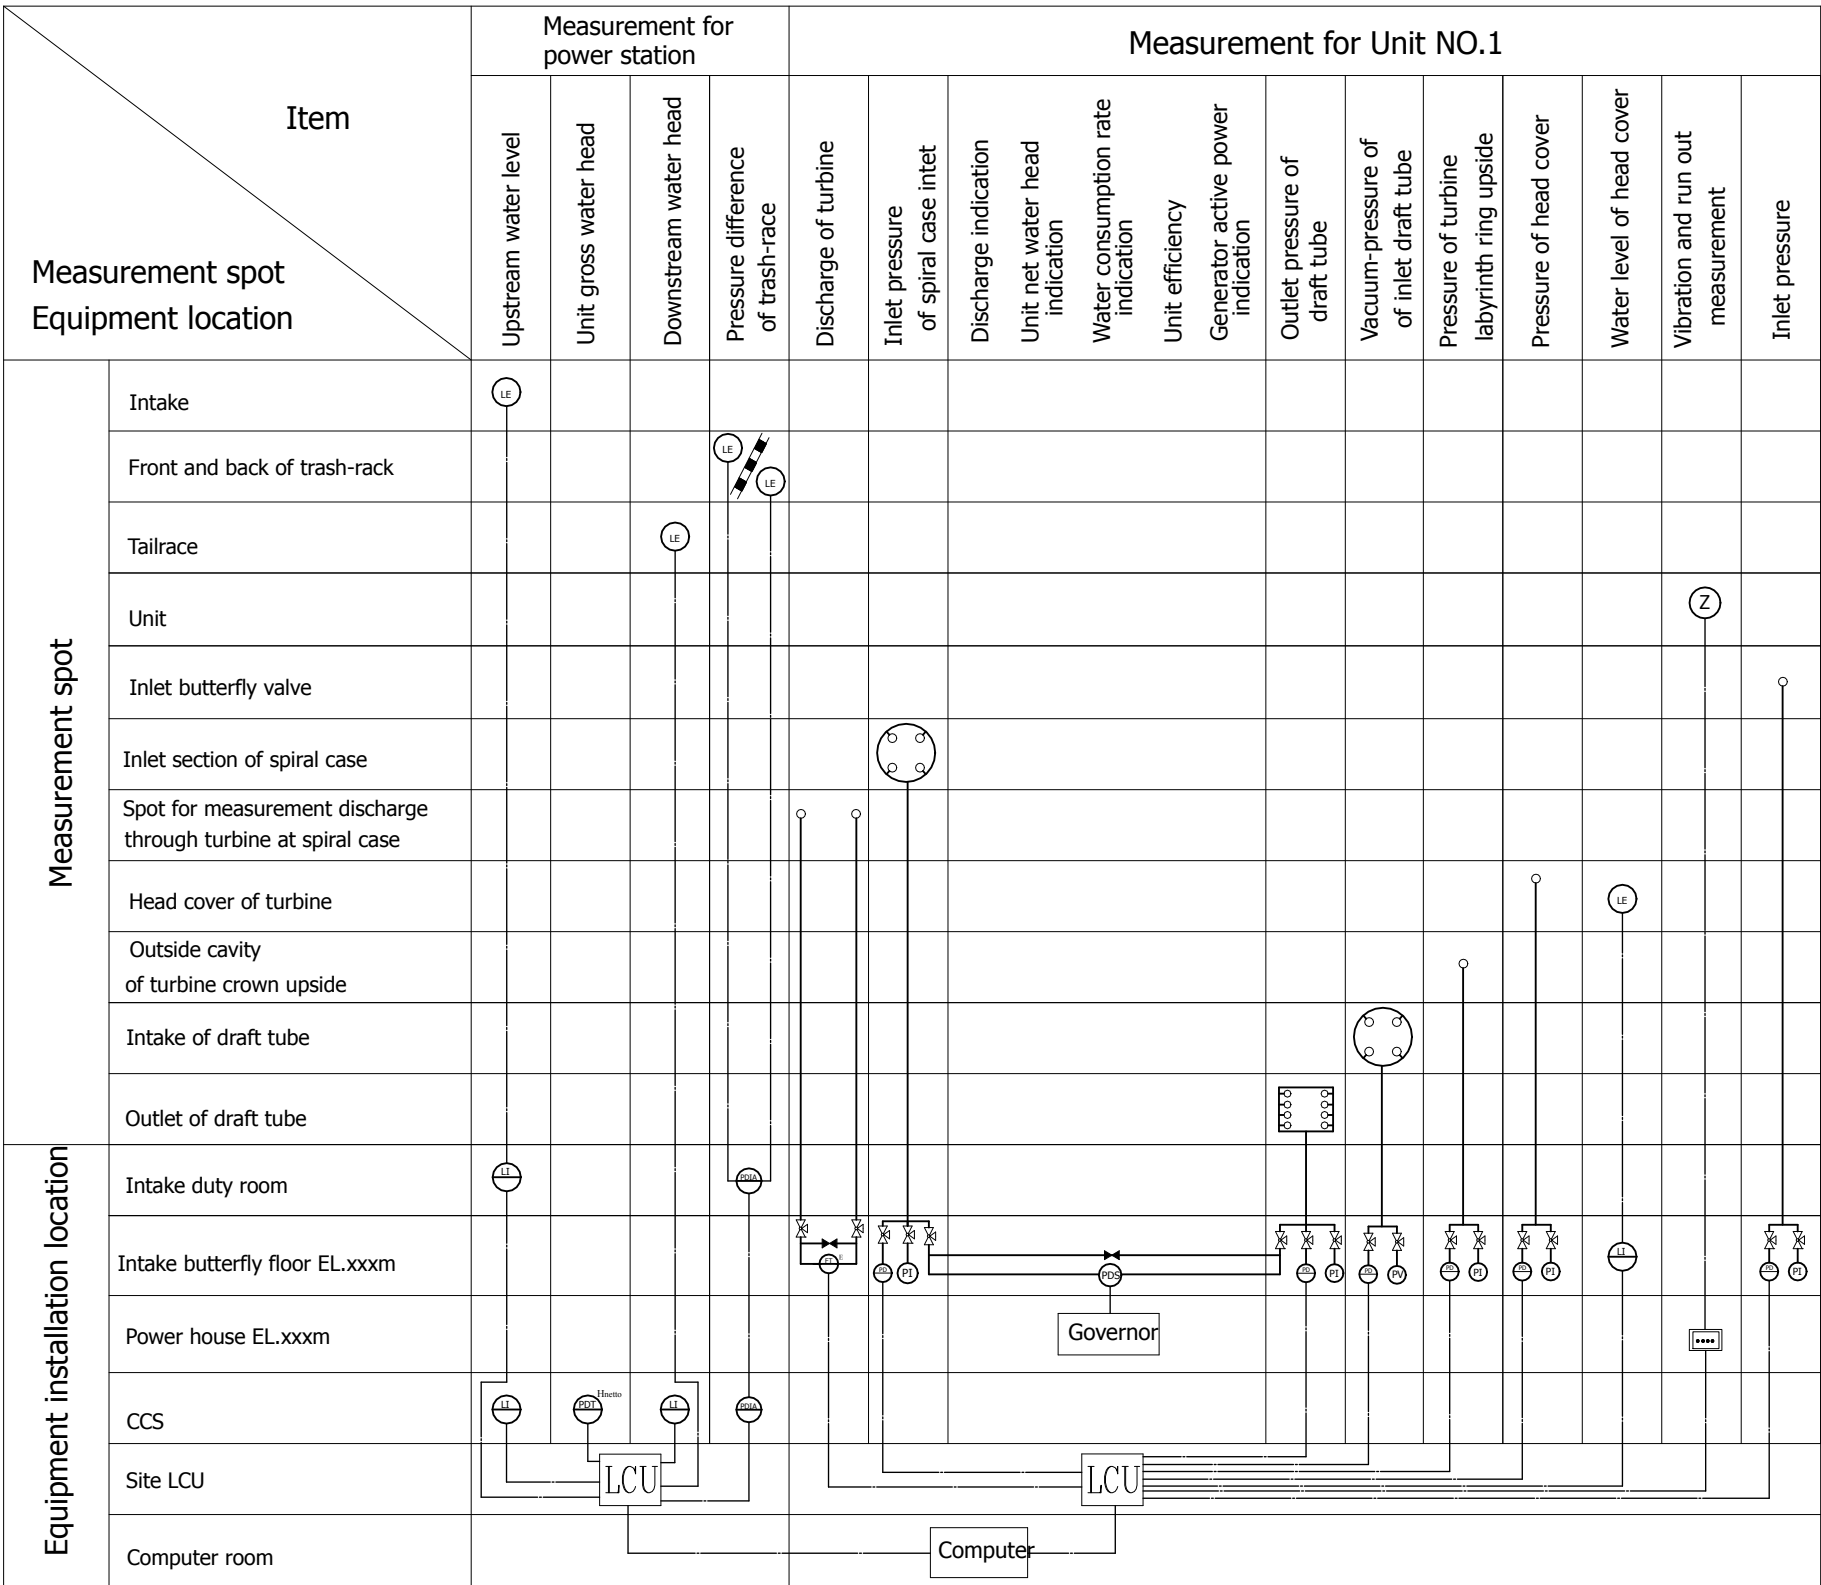 Measurement for
power station
Measurement for Unit NO.1
Item
Measurement spot
Equipment location
Upstream water level
Unit gross water head
Downstream water head
Pressure difference
of trash-race
Discharge of turbine
Inlet pressure
of spiral case intet
Discharge indication
Unit net water head
indication
Water consumption rate
indication
Unit efficiency
Generator active power
indication
Outlet pressure of
draft tube
Vacuum-pressure of
of inlet draft tube
Pressure of turbine
labyrinth ring upside
Pressure of head cover
Water level of head cover
Vibration and run out
measurement
Inlet pressure
Measurement spot
Intake
LE
Front and back of trash-rack
LE
LE
Tailrace
LE
Unit
Z
Inlet butterfly valve
Inlet section of spiral case
Spot for measurement discharge
through turbine at spiral case
Head cover of turbine
LE
Outside cavity
of turbine crown upside
Intake of draft tube
Outlet of draft tube
Equipment installation location
Intake duty room
LI
PDIA
Intake butterfly floor EL.xxxm
FT
E
PD
PI
PDS
PD
PI
PD
PV
PD
PI
PD
PI
LI
PD
PI
Power house EL.xxxm
Governor
CCS
LI
PDT
Hnetto
LI
PDIA
Site LCU
LCU
LCU
Computer room
Computer